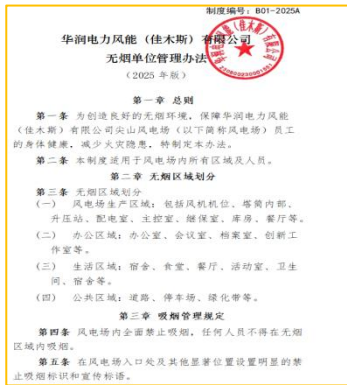 制度编号：B01-2025A
华润电力风能（佳木斯）有限公司
无烟单位管理办法
（2025 年版）
第一章 总则
第一条 为创造良好的无烟环境，保障华润电力风能
（佳木斯）有限公司尖山风电场（以下简称风电场）员工
的身体健康，减少火灾隐患，特制定本办法。
第二条 本制度适用于风电场内所有区域及人员。
第二章 无烟区域划分
第三条 无烟区域划分
（一） 风电场生产区域：包括风机机位、塔筒内部、
升压站、配电室、主控室、继保室、库房、餐厅等。
（二） 办公区域：办公室、会议室、档案室、创新工
作室等。
（三） 生活区域：宿舍、食堂、餐厅、活动室、卫生
间、宿舍等。
（四） 公共区域：道路、停车场、绿化带等。
第三章 吸烟管理规定
第四条 风电场内全面禁止吸烟，任何人员不得在无烟
区域内吸烟。
第五条 在风电场入口处及其他显著位置设置明显的禁
止吸烟标识和宣传标语。